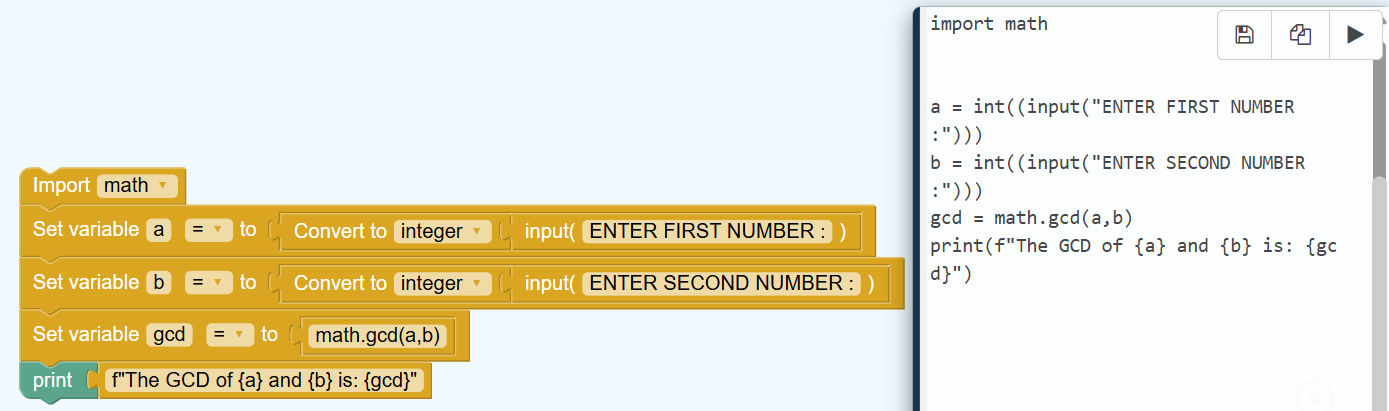 Import math
Set variable a = to Convert to integer input( ENTER FIRST NUMBER : )
Set variable b = to Convert to integer input( ENTER SECOND NUMBER : )
Set variable gcd = to math.gcd(a,b)
print f"The GCD of {a} and {b} is: {gcd}"
import math
a = int((input("ENTER FIRST NUMBER
:")))
b = int((input("ENTER SECOND NUMBER
:")))
gcd = math.gcd(a,b)
print(f"The GCD of {a} and {b} is: {gc
d}")